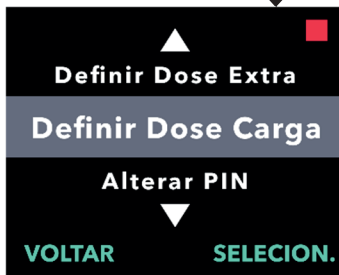 Definir Dose Extra
Definir Dose Carga
Alterar PIN
VOLTAR SELECION.